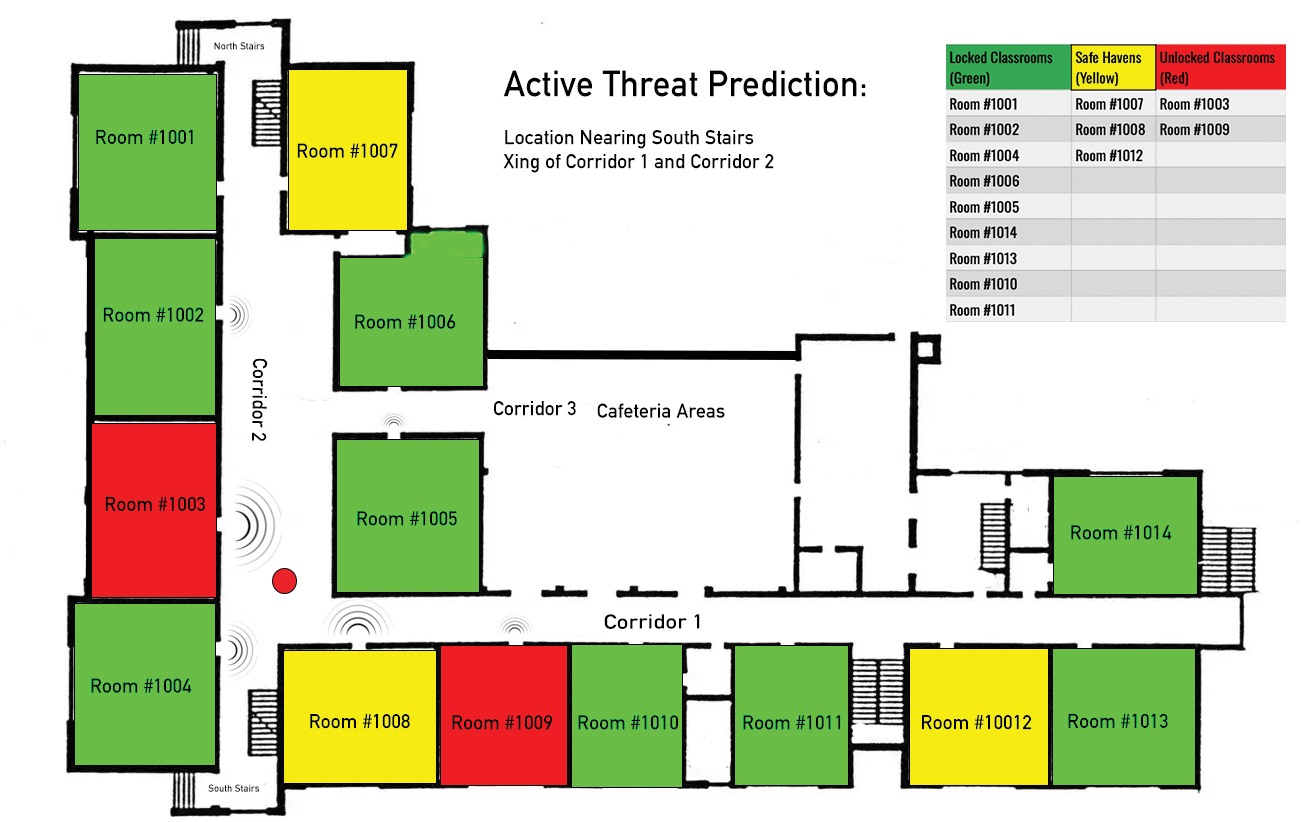 North Stairs
Active Threat Prediction:
Location Nearing South Stairs
Xing of Corridor 1 and Corridor 2
Locked Classrooms (Green)
Safe Havens (Yellow)
Unlocked Classrooms (Red)
Room #1001 Room #1007 Room #1003
Room #1002 Room #1008 Room #1009
Room #1004 Room #1012
Room #1006
Room #1005
Room #1014
Room #1013
Room #1010
Room #1011
Room #1001
Room #1007
Room #1002
Room #1006
Corridor 2
Corridor 3
Cafeteria Areas
Room #1003
Room #1005
Room #1014
Corridor 1
Room #1004
Room #1008
Room #1009
Room #1010
Room #1011
Room #10012
Room #1013
South Stairs